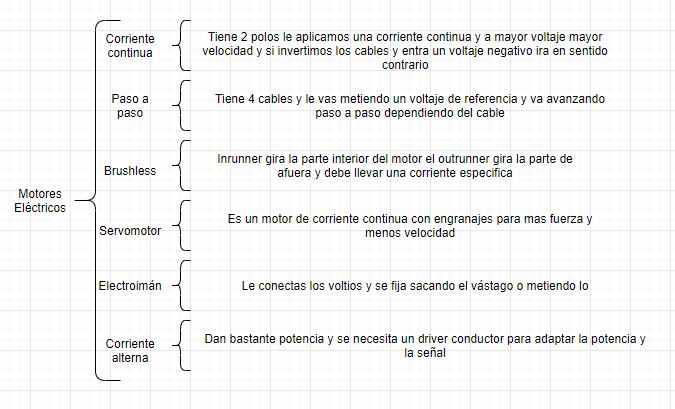 Corriente
continua
Tiene 2 polos le aplicamos una corriente continua y a mayor voltaje mayor
velocidad y si invertimos los cables y entra un voltaje negativo ira en sentido
contrario
Paso a
paso
Tiene 4 cables y le vas metiendo un voltaje de referencia y va avanzando
paso a paso dependiendo del cable
Brushless
Inrunner gira la parte interior del motor el outrunner gira la parte de
afuera y debe llevar una corriente especifica
Motores
Eléctricos
Servomotor
Es un motor de corriente continua con engranajes para mas fuerza y
menos velocidad
Electroimán
Le conectas los voltios y se fija sacando el vástago o metiendo lo
Corriente
alterna
Dan bastante potencia y se necesita un driver conductor para adaptar la potencia y
la señal